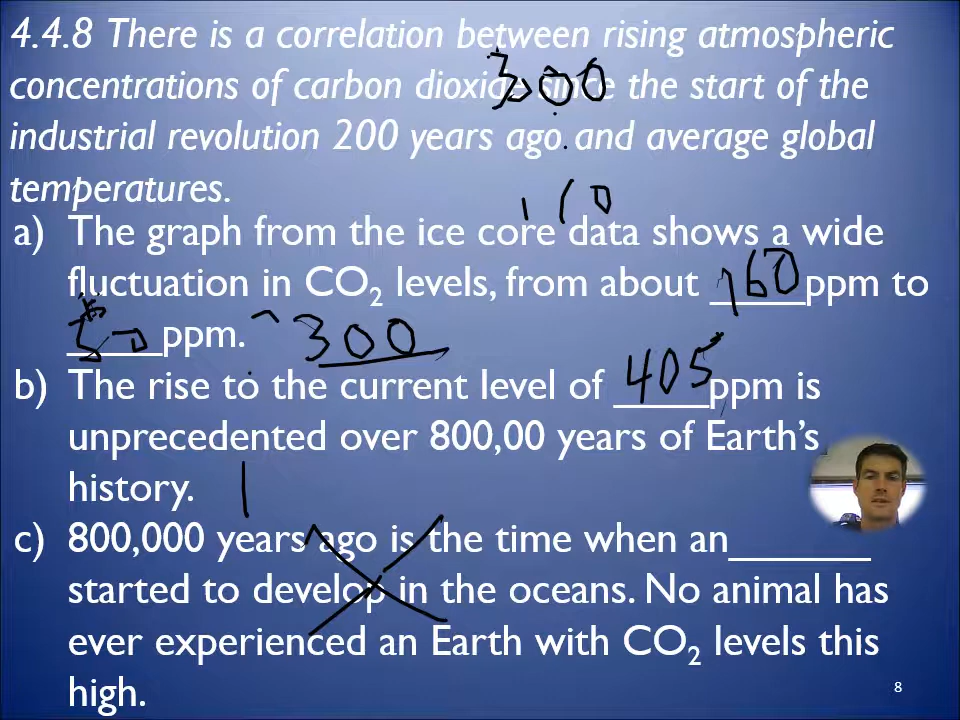 4.4.8 There is a correlation between rising atmospheric
concentrations of carbon dioxide since the start of the
300
industrial revolution 200 years ago and average global
temperatures.
110
a) The graph from the ice core data shows a wide
fluctuation in CO₂ levels, from about 160 ppm to
____ppm. 300
b) The rise to the current level of 405 ppm is
unprecedented over 800,00 years of Earth's
history.
c) 800,000 years ago is the time when an______
started to develop in the oceans. No animal has
ever experienced an Earth with CO₂ levels this
high.
8